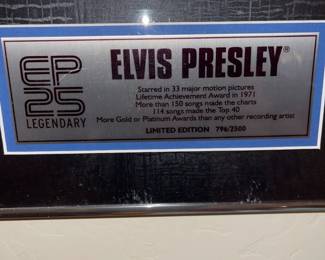 EP
25
LEGENDARY
ELVIS PRESLEY®
Starred in 33 major motion pictures
Lifetime Achievement Award in 1971
More than 150 songs made the charts
114 songs made the Top 40
More Gold or Platinum Awards than any other recording artist
LIMITED EDITION 796/2500